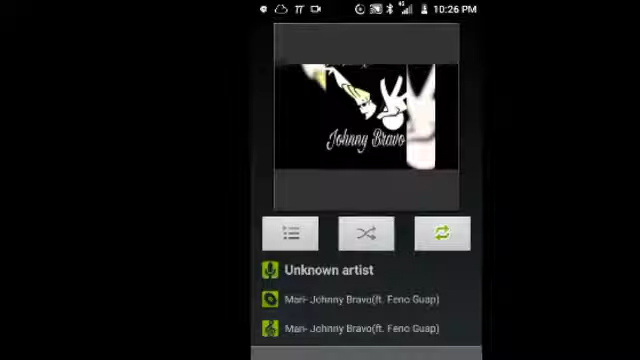 10:26 PM
Johnny Bravo
Unknown artist
Mari- Johnny Bravo(ft. Feno Guap)
Mari- Johnny Bravo(ft. Feno Guap)